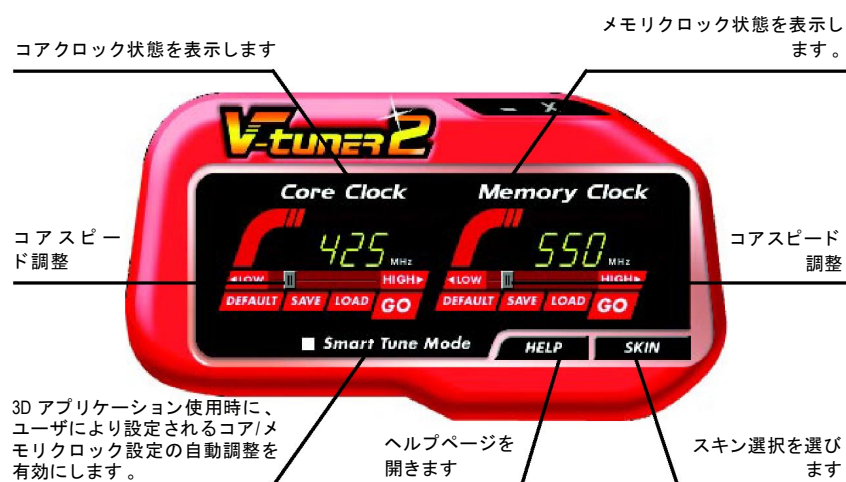 メモリクロック状態を表示し
ます。
コアクロック状態を表示します
V-TUNER 2
Core Clock
Memory Clock
コアスピー
ド調整
425 MHz
550 MHz
コアスピード
調整
◄LOW HIGH►
◄LOW HIGH►
DEFAULT SAVE LOAD GO
DEFAULT SAVE LOAD GO
Smart Tune Mode
HELP
SKIN
3D アプリケーション使用時に、
ユーザにより設定されるコア/メ
モリクロック設定の自動調整を
有効にします。
ヘルプページを
開きます
スキン選択を選び
ます